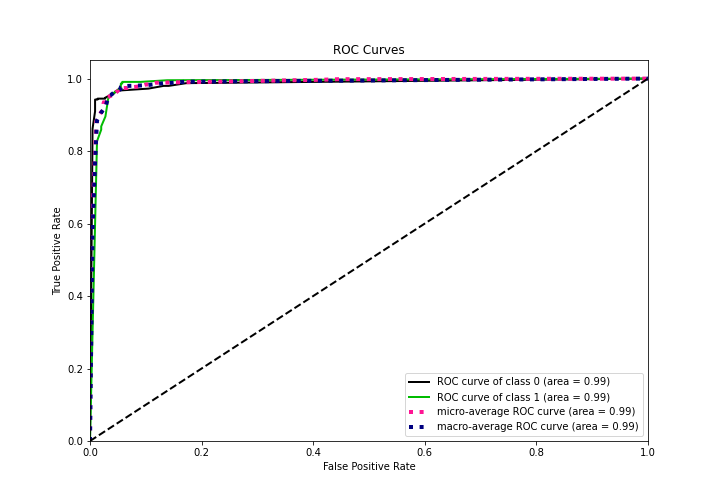 ROC Curves
True Positive Rate
1.0
0.8
0.6
0.4
0.2
0.0
0.0 0.2 0.4 0.6 0.8 1.0
False Positive Rate
ROC curve of class 0 (area = 0.99)
ROC curve of class 1 (area = 0.99)
micro-average ROC curve (area = 0.99)
macro-average ROC curve (area = 0.99)